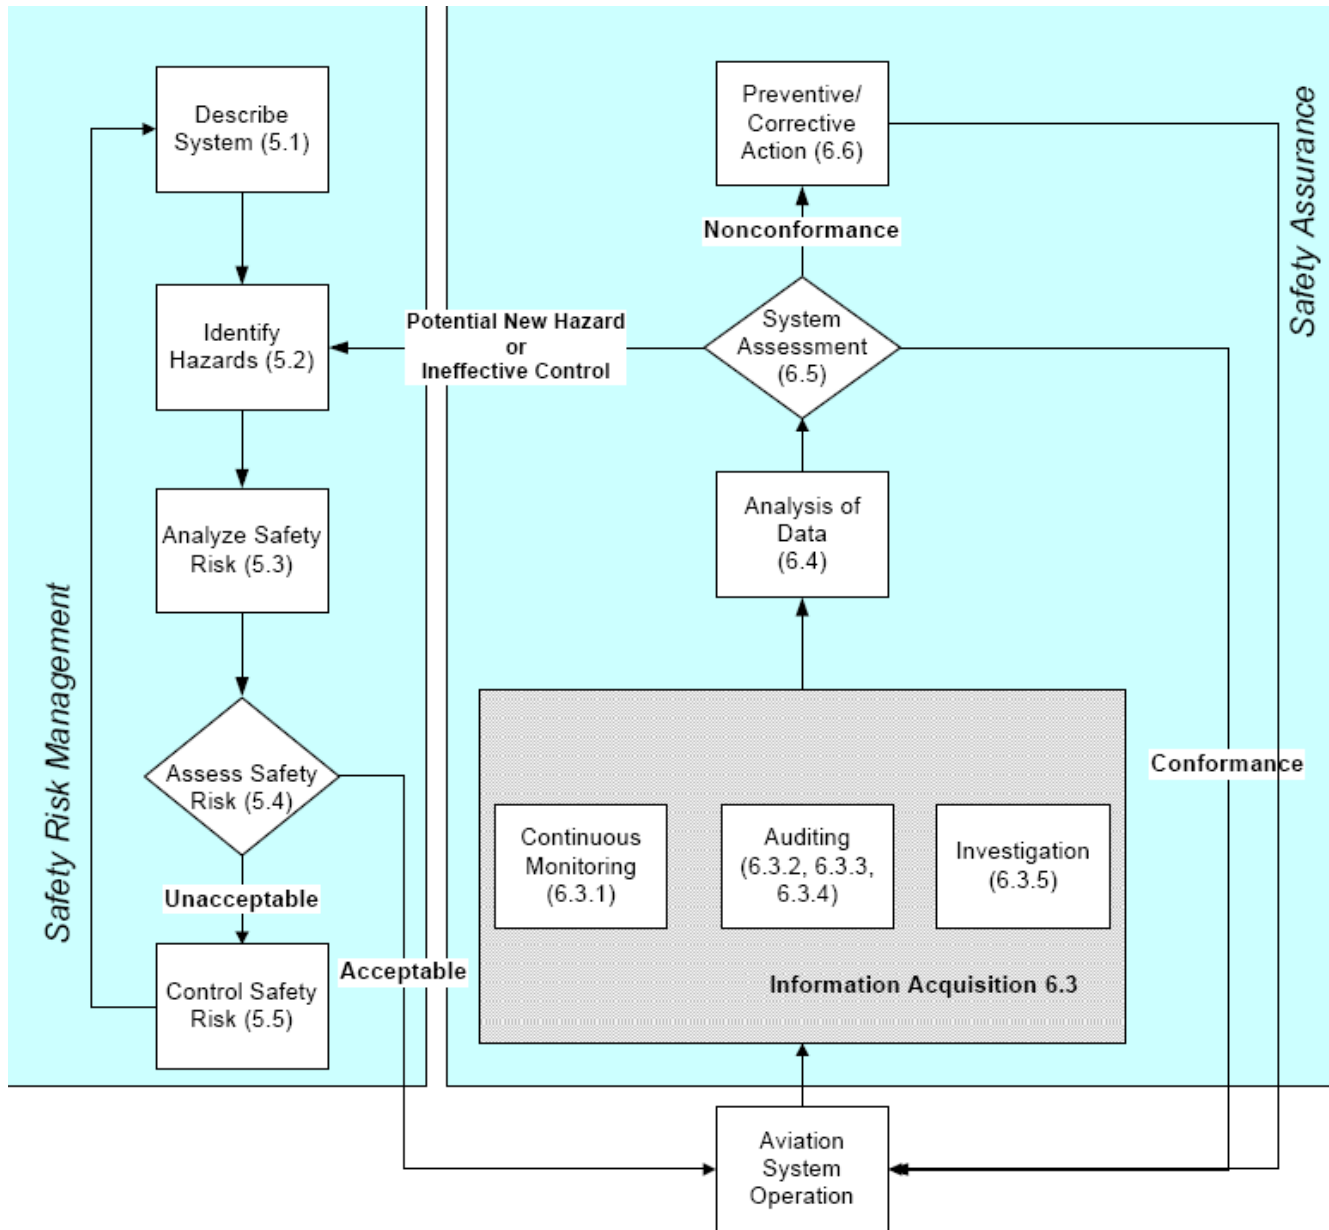 Safety Risk Management
Describe
System (5.1)
Identify
Hazards (5.2)
Analyze Safety
Risk (5.3)
Assess Safety
Risk (5.4)
Unacceptable
Control Safety
Risk (5.5)
Acceptable
Potential New Hazard
or
Ineffective Control
Safety Assurance
Preventive/
Corrective
Action (6.6)
Nonconformance
System
Assessment
(6.5)
Analysis of
Data
(6.4)
Conformance
Continuous
Monitoring
(6.3.1)
Auditing
(6.3.2, 6.3.3,
6.3.4)
Investigation
(6.3.5)
Information Acquisition 6.3
Aviation
System
Operation